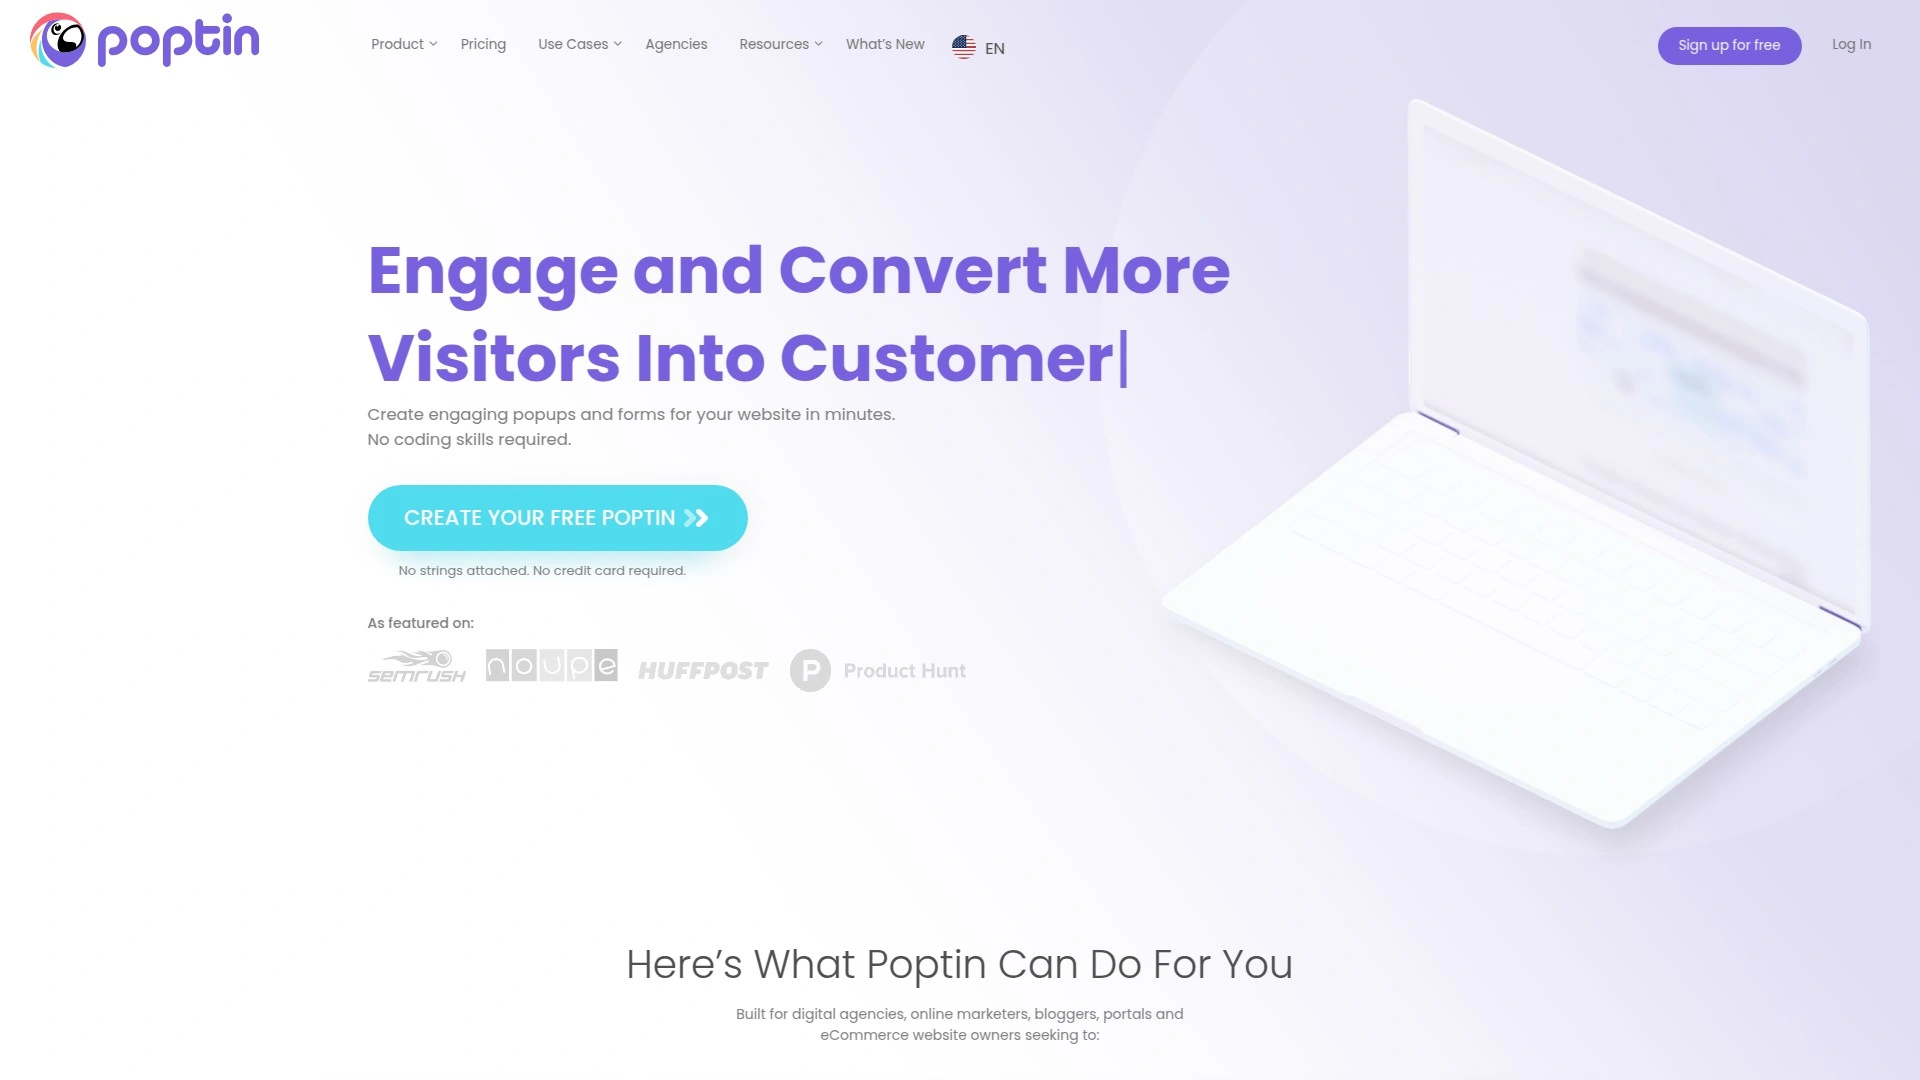 poptin
Product
Pricing
Use Cases
Agencies
Resources
What's New
EN
Sign up for free
Log In
Engage and Convert More
Visitors Into Customer|
Create engaging popups and forms for your website in minutes.
No coding skills required.
CREATE YOUR FREE POPTIN
No strings attached. No credit card required.
As featured on:
semrush
noupe
HUFFPOST
P Product Hunt
Here's What Poptin Can Do For You
Built for digital agencies, online marketers, bloggers, portals and
eCommerce website owners seeking to: